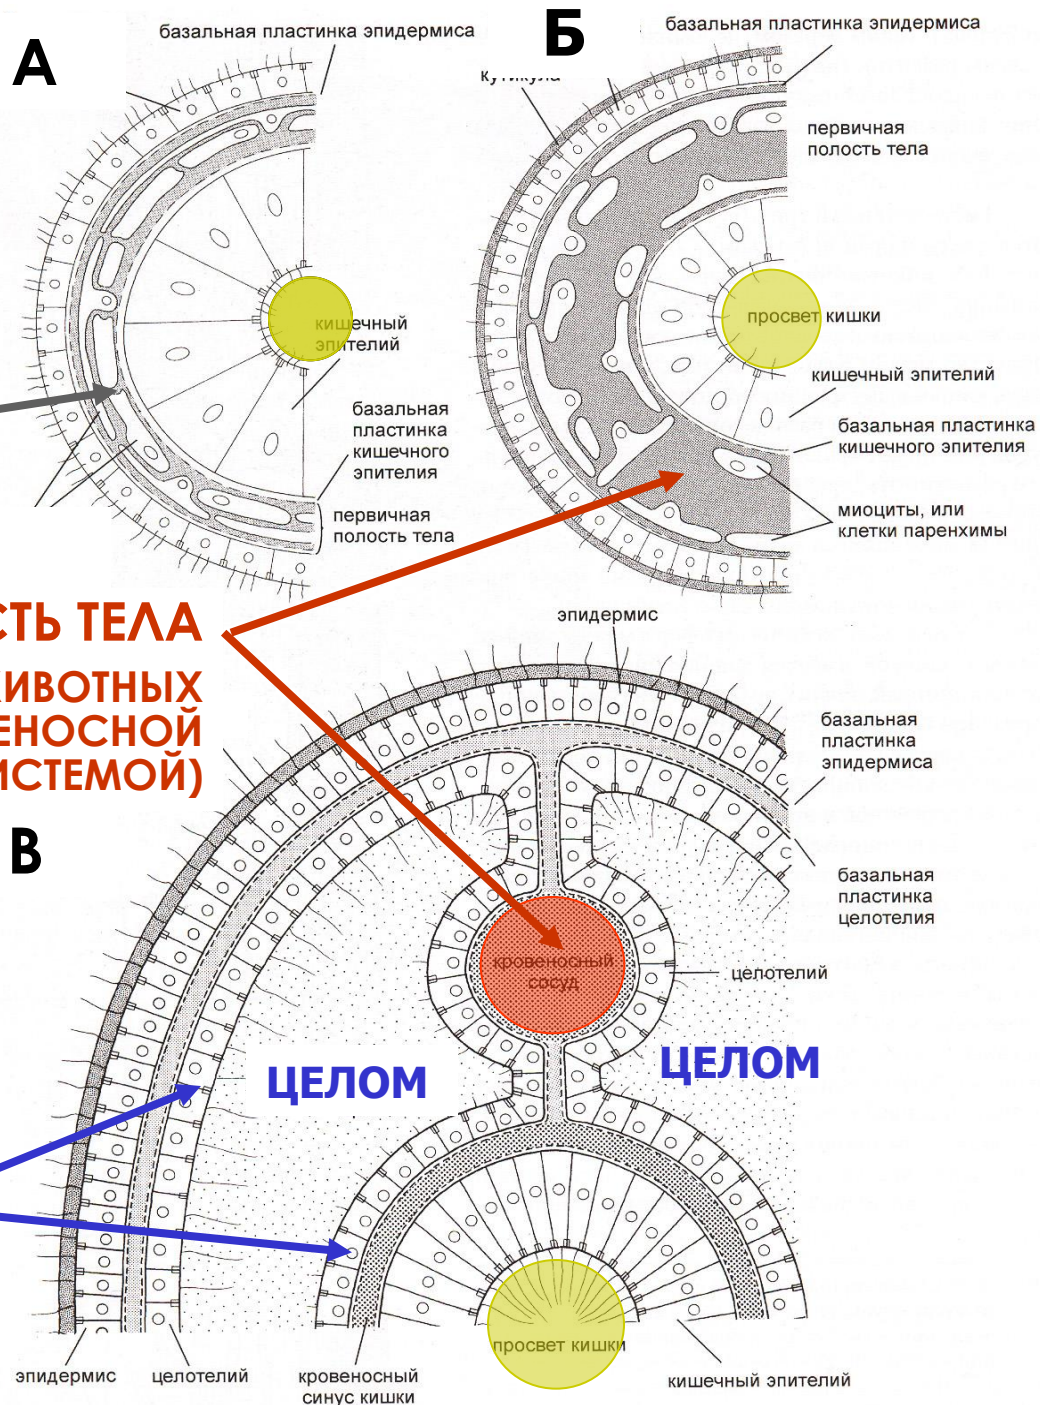 А
базальная пластинка эпидермиса
кишечный
эпителий
базальная
пластинка
кишечного
эпителия
первичная
полость тела
Б
базальная пластинка эпидермиса
кутикула
первичная
полость тела
просвет кишки
кишечный эпителий
базальная пластинка
кишечного эпителия
миоциты, или
клетки паренхимы
СТЬ ТЕЛА
ЖИВОТНЫХ
ЕНОСНОЙ
ИСТЕМОЙ)
В
эпидермис
базальная
пластинка
эпидермиса
базальная
пластинка
целотелия
кровеносный
сосуд
целотелий
ЦЕЛОМ
ЦЕЛОМ
просвет кишки
эпидермис
целотелий
кровеносный
синус кишки
кишечный эпителий